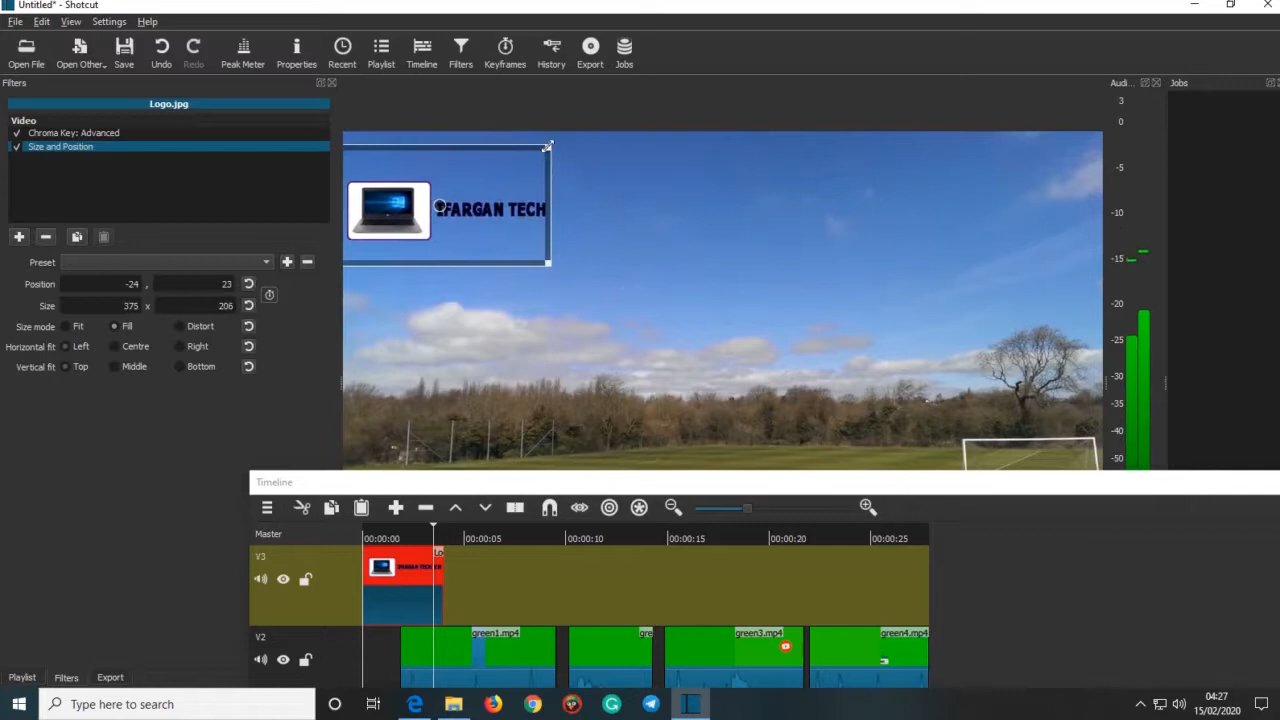 Untitled* - Shotcut
File Edit View Settings Help
Open File Open Other... Save Undo Redo Peak Meter Properties Recent Playlist Timeline Filters Keyframes History Export Jobs
Filters
Audi...
Jobs
Logo.jpg
Video
Chroma Key: Advanced
Size and Position
Preset
Position -24 , 23
Size 375 x 206
Size mode Fit Fill Distort
Horizontal fit Left Centre Right
Vertical fit Top Middle Bottom
IFARGAN TECH
3
0
-5
-10
-15
-20
-25
-30
-35
-40
-50
Timeline
Master
00:00:00 00:00:05 00:00:10 00:00:15 00:00:20 00:00:25
V3
Lo
V2
green1.mp4 gre green3.mp4 green4.mp4
Playlist Filters Export
Type here to search
04:27
15/02/2020